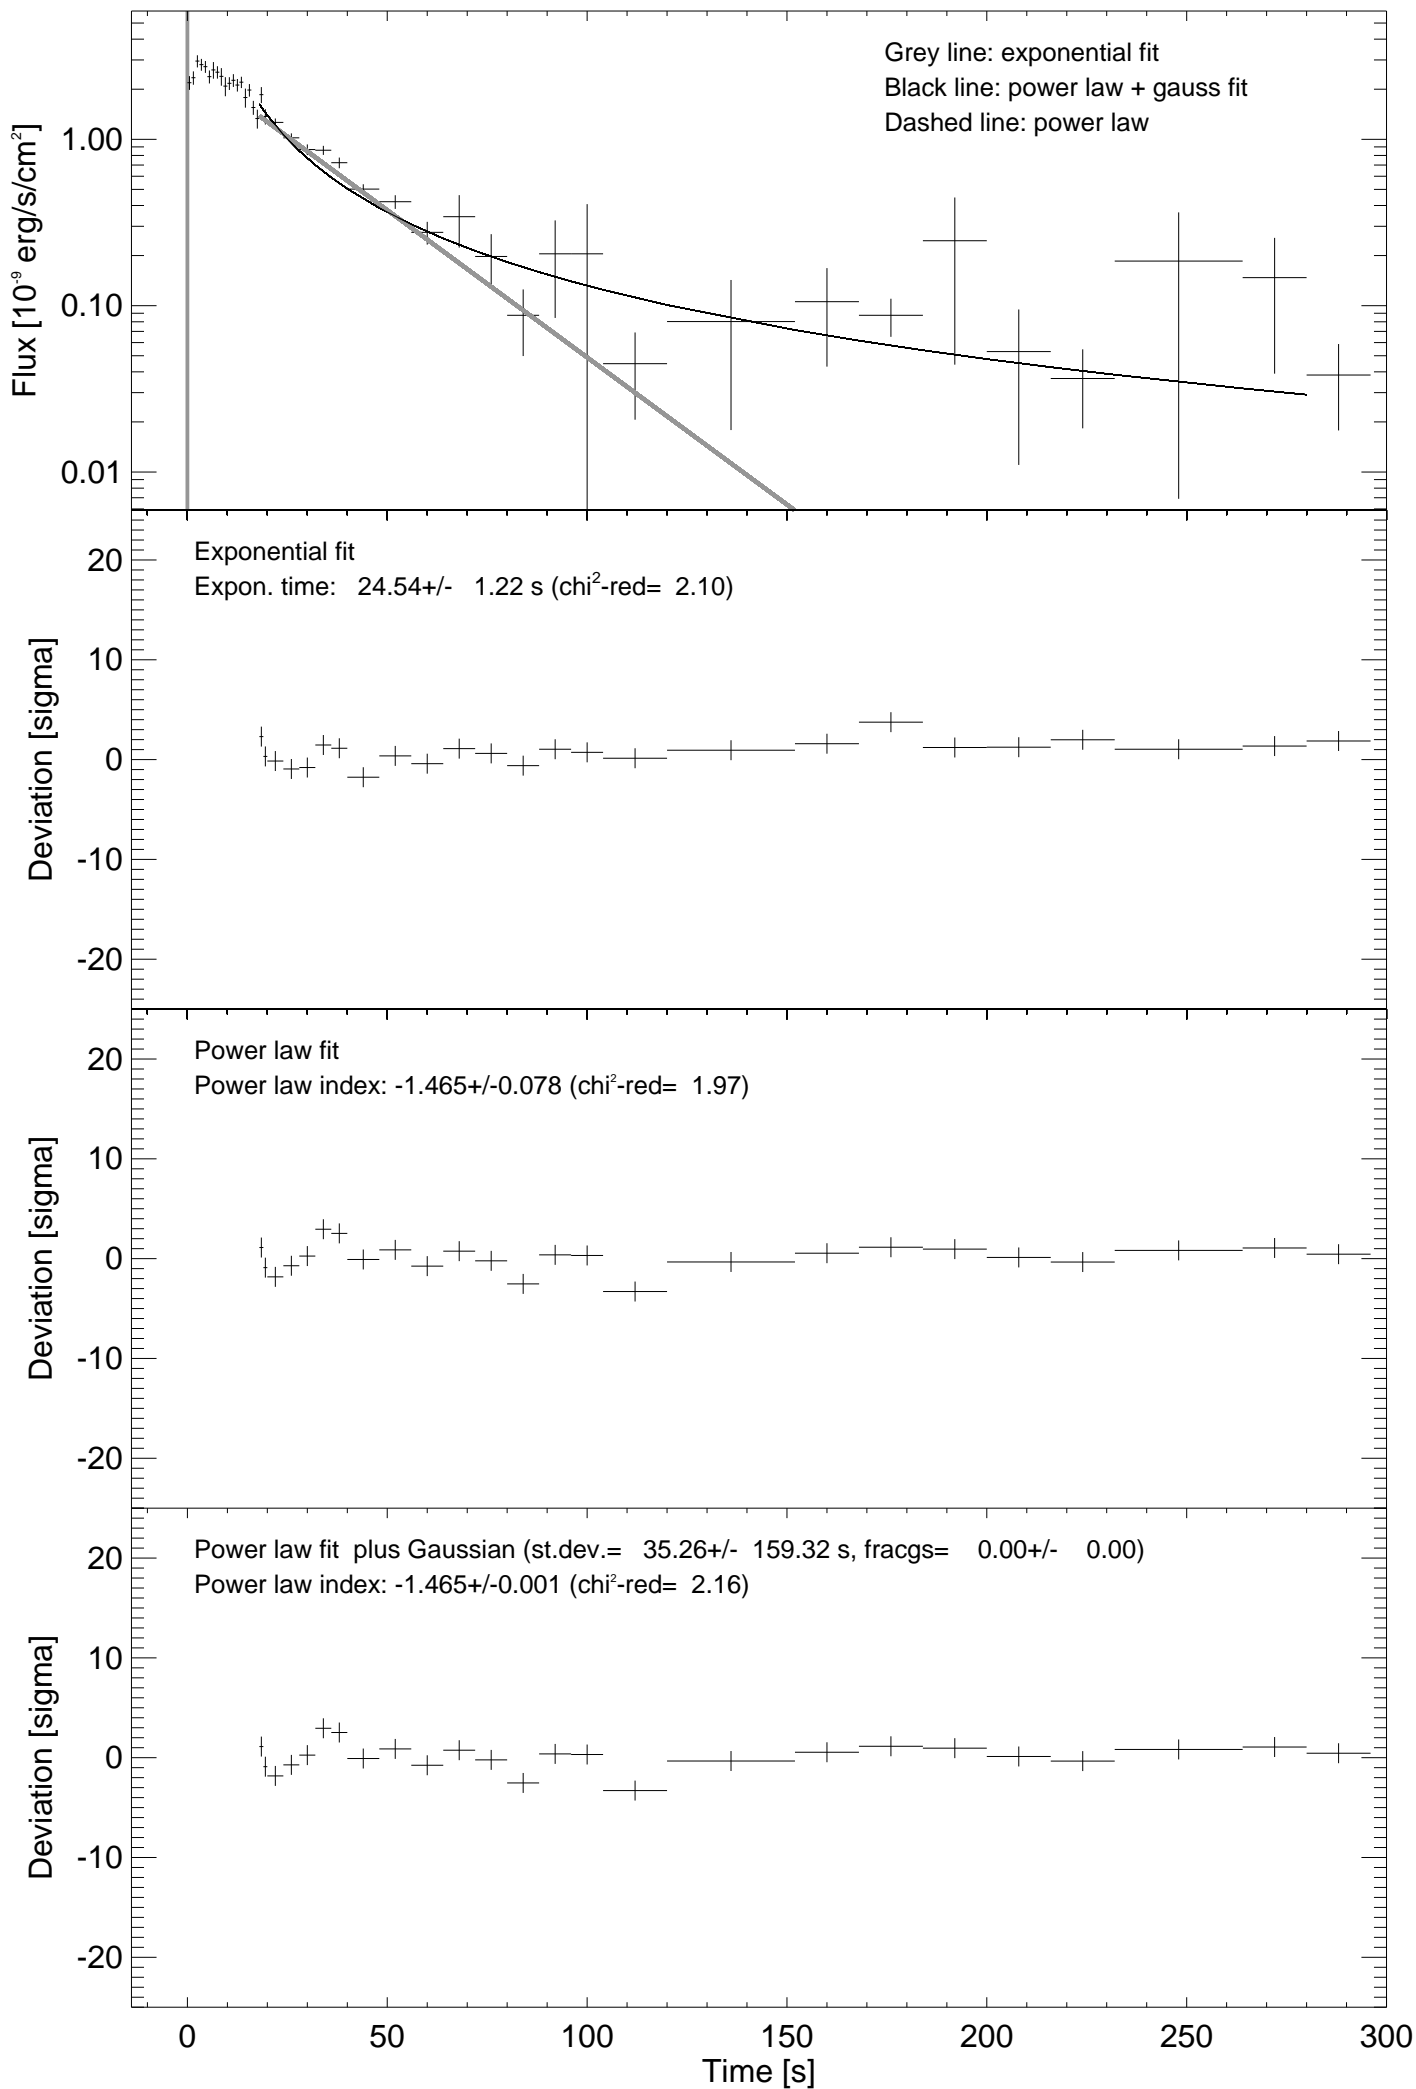 Grey line: exponential fit
Black line: power law + gauss fit
Dashed line: power law
Flux [10⁻⁹ erg/s/cm²]
1.00
0.10
0.01
Exponential fit
Expon. time: 24.54+/- 1.22 s (chi²-red= 2.10)
Deviation [sigma]
20
10
0
-10
-20
Power law fit
Power law index: -1.465+/-0.078 (chi²-red= 1.97)
Deviation [sigma]
20
10
0
-10
-20
Power law fit plus Gaussian (st.dev.= 35.26+/- 159.32 s, fracgs= 0.00+/- 0.00)
Power law index: -1.465+/-0.001 (chi²-red= 2.16)
Deviation [sigma]
20
10
0
-10
-20
0 50 100 150 200 250 300
Time [s]